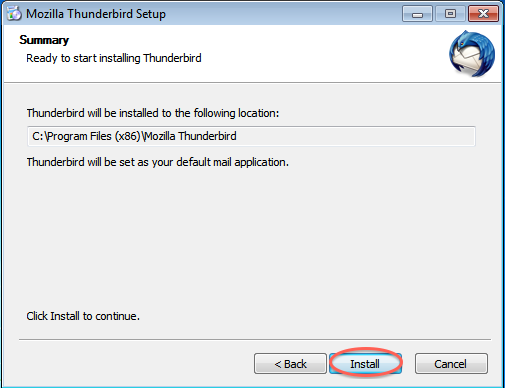 Mozilla Thunderbird Setup
Summary
Ready to start installing Thunderbird
Thunderbird will be installed to the following location:
C:\Program Files (x86)\Mozilla Thunderbird
Thunderbird will be set as your default mail application.
Click Install to continue.
< Back Install Cancel